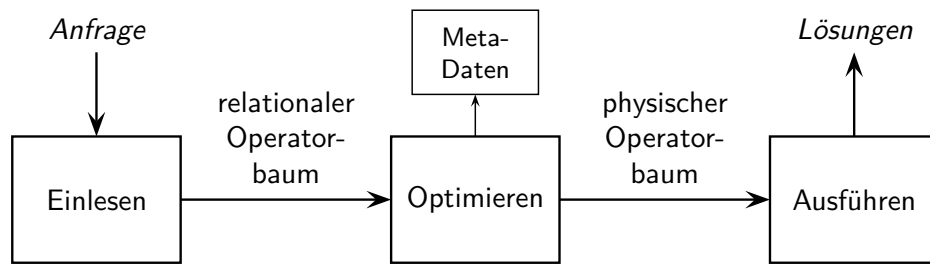 Anfrage
Meta-
Daten
Lösungen
relationaler
Operator-
baum
physischer
Operator-
baum
Einlesen
Optimieren
Ausführen